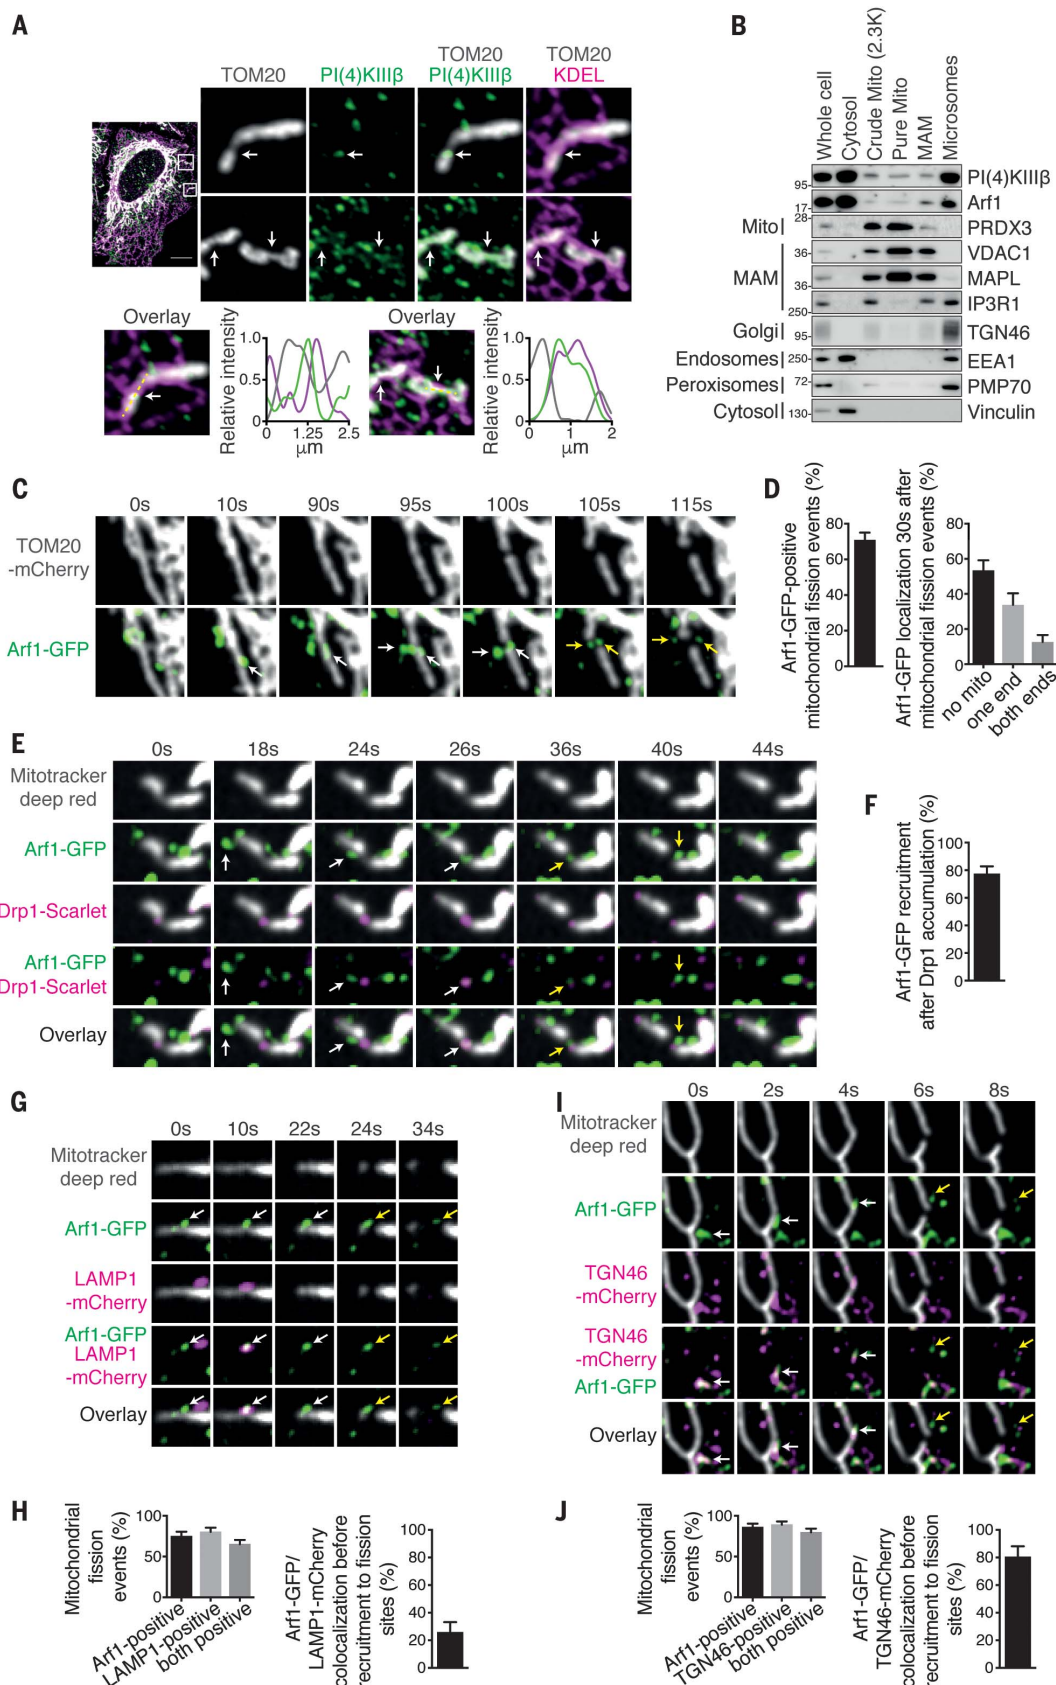 A
TOM20
PI(4)KIIIβ
TOM20
PI(4)KIIIβ
TOM20
KDEL
Overlay
Relative intensity
1.0
0.5
0
0
1.25
2.5
μm
Overlay
Relative intensity
1.0
0.5
0
0
1
2
μm
B
Whole cell
Cytosol
Crude Mito (2.3K)
Pure Mito
MAM
Microsomes
95
PI(4)KIIIβ
17
Arf1
28
Mito
PRDX3
36
VDAC1
MAM
36
MAPL
250
IP3R1
Golgi
95
TGN46
Endosomes
250
EEA1
Peroxisomes
72
PMP70
Cytosol
130
Vinculin
C
0s 10s 90s 95s 100s 105s 115s
TOM20
-mCherry
Arf1-GFP
D
Arf1-GFP-positive
mitochondrial fission events (%)
80
60
40
20
0
Arf1-GFP localization 30s after
mitochondrial fission events (%)
80
60
40
20
0
no mito
one end
both ends
E
0s 18s 24s 26s 36s 40s 44s
Mitotracker
deep red
Arf1-GFP
Drp1-Scarlet
Arf1-GFP
Drp1-Scarlet
Overlay
F
Arf1-GFP recruitment
after Drp1 accumulation (%)
100
80
60
40
20
0
G
0s 10s 22s 24s 34s
Mitotracker
deep red
Arf1-GFP
LAMP1
-mCherry
Arf1-GFP
LAMP1
-mCherry
Overlay
I
0s 2s 4s 6s 8s
Mitotracker
deep red
Arf1-GFP
TGN46
-mCherry
TGN46
-mCherry
Arf1-GFP
Overlay
H
Mitochondrial
fission
events (%)
100
50
0
Arf1-positive
LAMP1-positive
both positive
Arf1-GFP/
LAMP1-mCherry
colocalization before
recruitment to fission
sites (%)
100
80
60
40
20
0
J
Mitochondrial
fission
events (%)
100
50
0
Arf1-positive
TGN46-positive
both positive
Arf1-GFP/
TGN46-mCherry
colocalization before
recruitment to fission
sites (%)
100
80
60
40
20
0